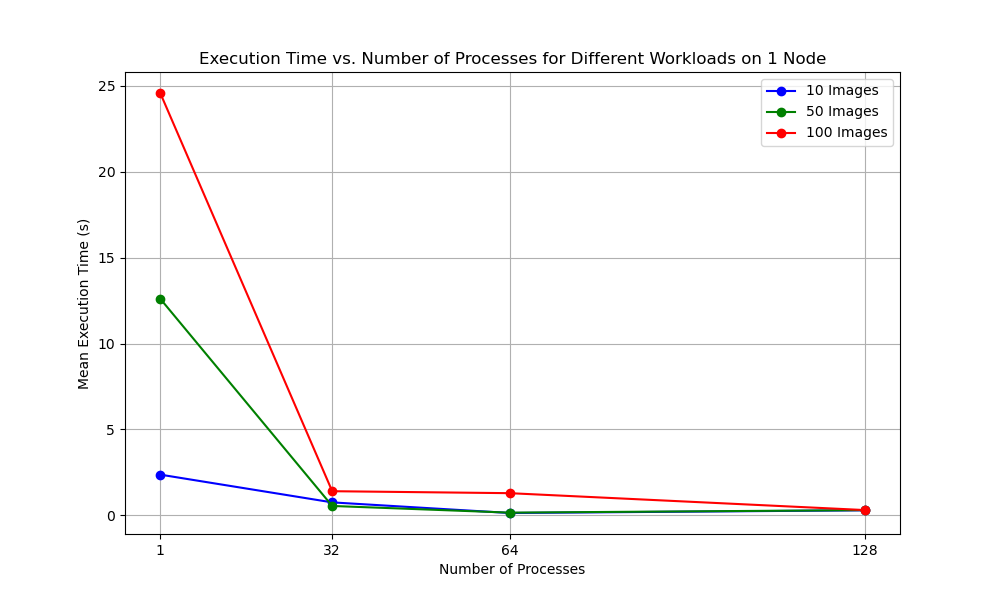 Execution Time vs. Number of Processes for Different Workloads on 1 Node
10 Images
50 Images
100 Images
Mean Execution Time (s)
25
20
15
10
5
0
1
32
64
128
Number of Processes